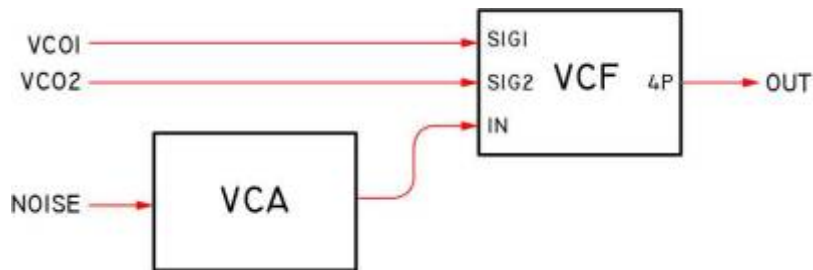 VCO1
VCO2
NOISE
VCA
SIG1
SIG2
IN
VCF
4P
OUT